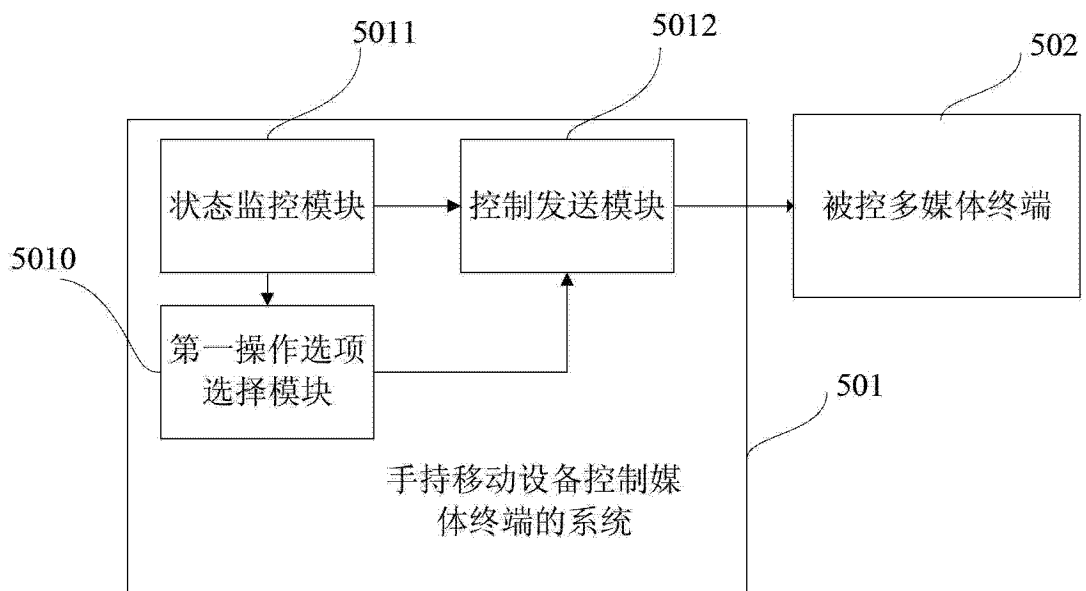 5011
5012
502
状态监控模块
控制发送模块
被控多媒体终端
5010
第一操作选项
选择模块
501
手持移动设备控制媒
体终端的系统